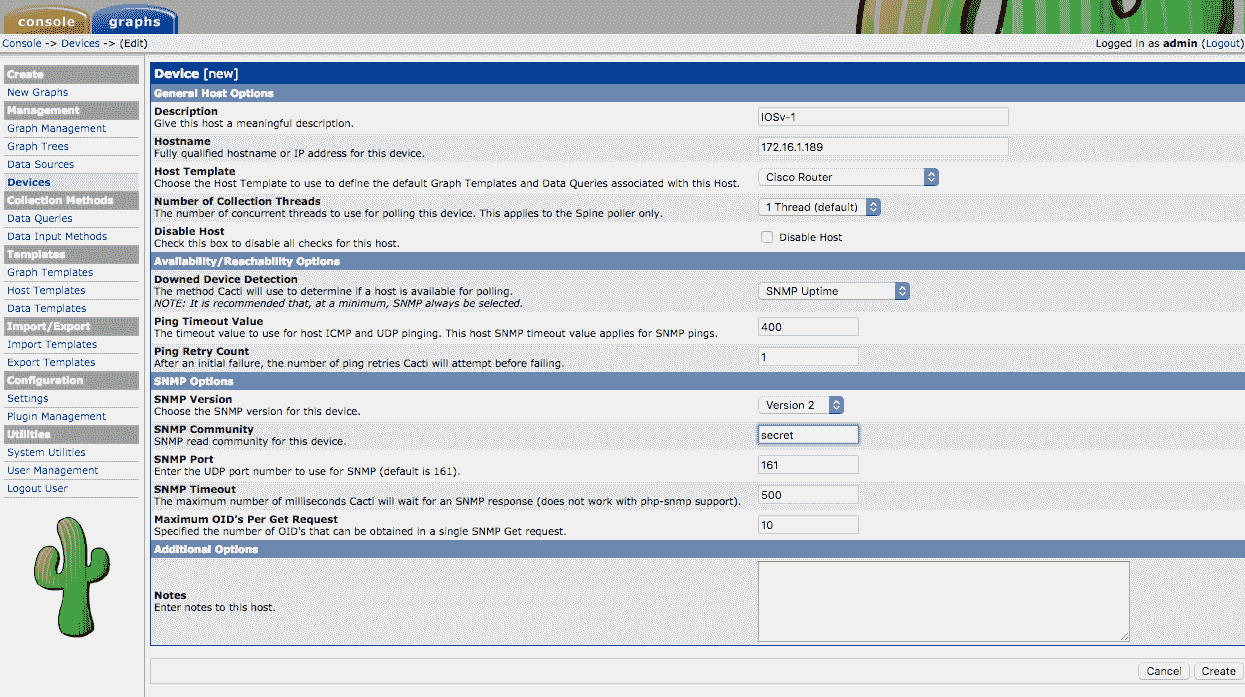 console graphs
Console -> Devices -> (Edit) Logged in as admin (Logout)
Create
New Graphs
Management
Graph Management
Graph Trees
Data Sources
Devices
Collection Methods
Data Queries
Data Input Methods
Templates
Graph Templates
Host Templates
Data Templates
Import/Export
Import Templates
Export Templates
Configuration
Settings
Plugin Management
Utilities
System Utilities
User Management
Logout User
Device [new]
General Host Options
Description
Give this host a meaningful description.
IOSv-1
Hostname
Fully qualified hostname or IP address for this device.
172.16.1.189
Host Template
Choose the Host Template to use to define the default Graph Templates and Data Queries associated with this Host.
Cisco Router
Number of Collection Threads
The number of concurrent threads to use for polling this device. This applies to the Spine poller only.
1 Thread (default)
Disable Host
Check this box to disable all checks for this host.
Disable Host
Availability/Reachability Options
Downed Device Detection
The method Cacti will use to determine if a host is available for polling.
NOTE: It is recommended that, at a minimum, SNMP always be selected.
SNMP Uptime
Ping Timeout Value
The timeout value to use for host ICMP and UDP pinging. This host SNMP timeout value applies for SNMP pings.
400
Ping Retry Count
After an initial failure, the number of ping retries Cacti will attempt before failing.
1
SNMP Options
SNMP Version
Choose the SNMP version for this device.
Version 2
SNMP Community
SNMP read community for this device.
secret
SNMP Port
Enter the UDP port number to use for SNMP (default is 161).
161
SNMP Timeout
The maximum number of milliseconds Cacti will wait for an SNMP response (does not work with php-snmp support).
500
Maximum OID's Per Get Request
Specified the number of OID's that can be obtained in a single SNMP Get request.
10
Additional Options
Notes
Enter notes to this host.
Cancel Create